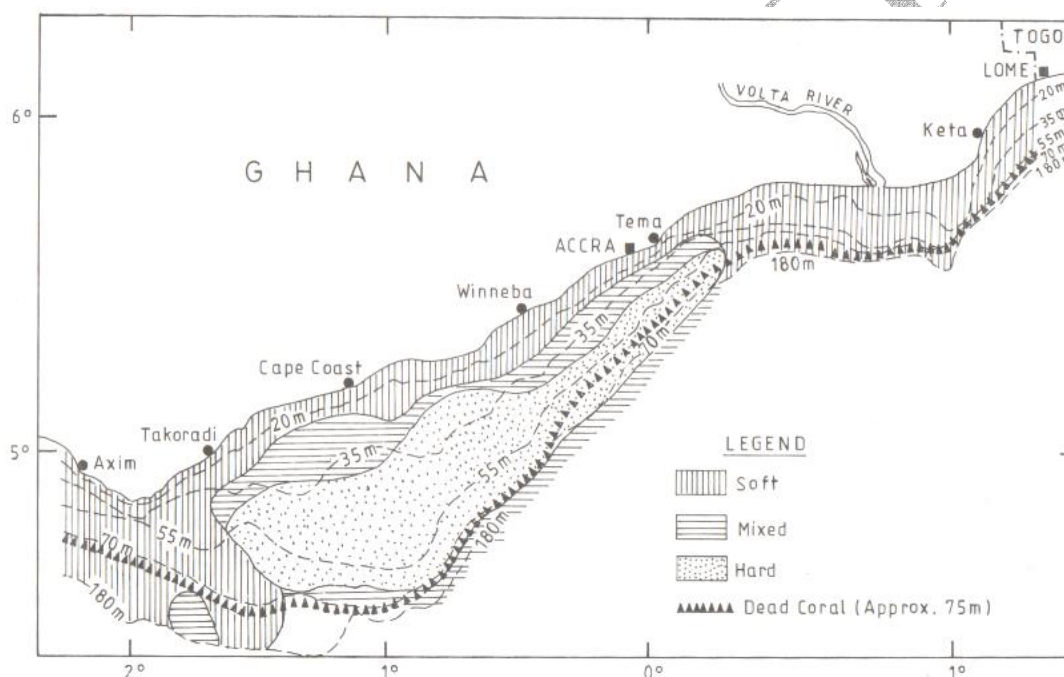 TOGO
LOME
20m
35m
55m
70m
180m
6°
VOLTA RIVER
Keta
GHANA
20m
Tema
ACCRA
180m
Winneba
35m
70m
Cape Coast
20m
Takoradi
35m
5°
Axim
55m
55m
70m
180m
180m
LEGEND
Soft
Mixed
Hard
Dead Coral (Approx. 75m)
2°
1°
0°
1°